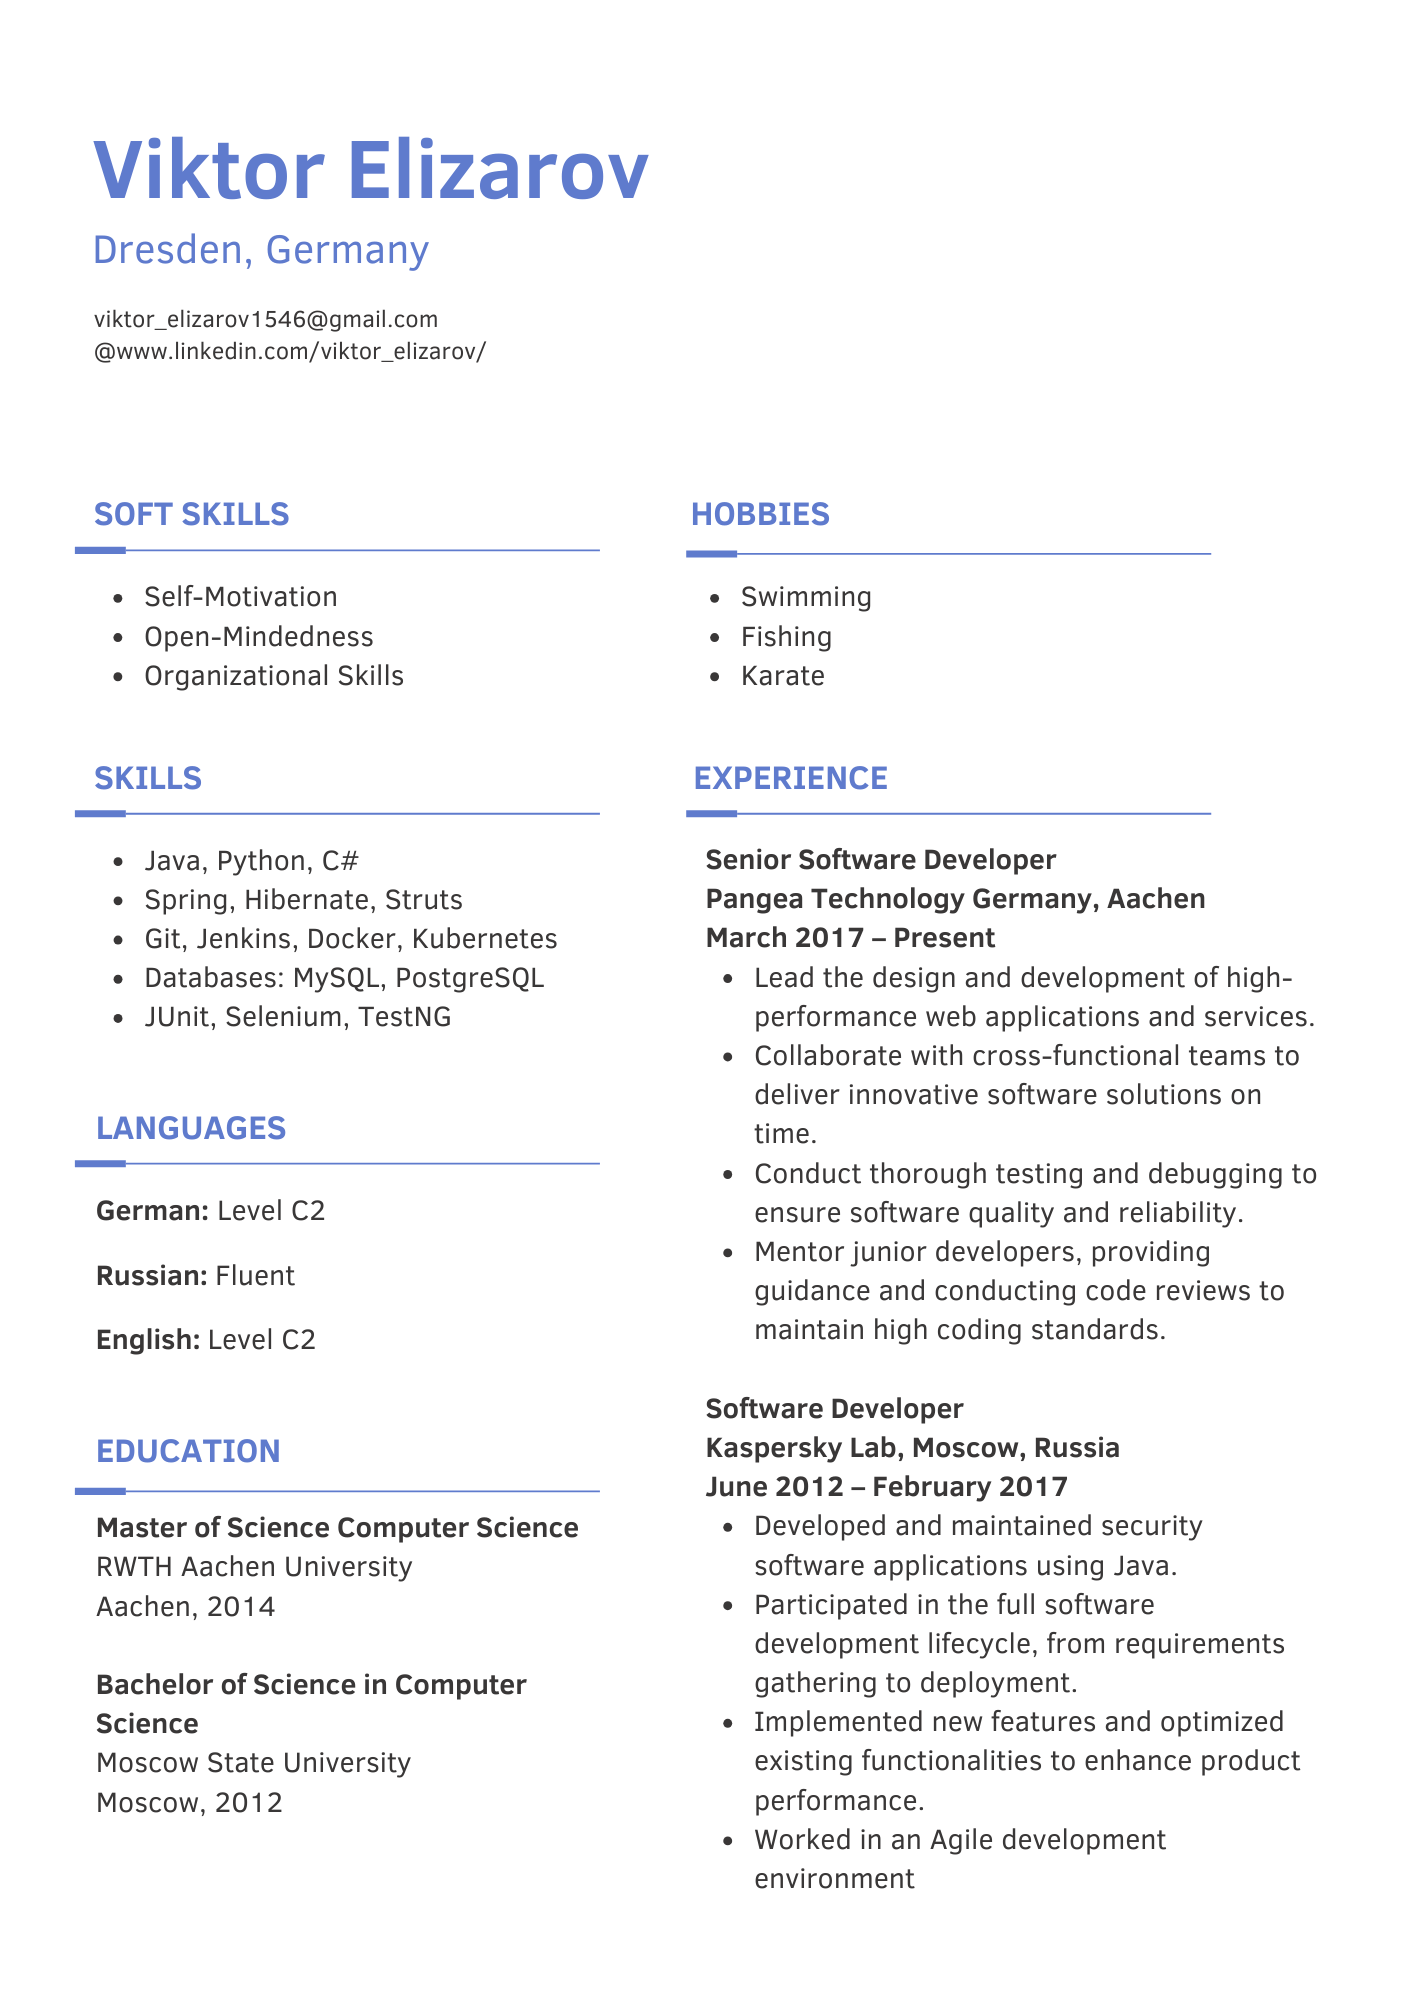 Viktor Elizarov
Dresden, Germany
viktor_elizarov1546@gmail.com
@www.linkedin.com/viktor_elizarov/
SOFT SKILLS
• Self-Motivation
• Open-Mindedness
• Organizational Skills
HOBBIES
• Swimming
• Fishing
• Karate
SKILLS
• Java, Python, C#
• Spring, Hibernate, Struts
• Git, Jenkins, Docker, Kubernetes
• Databases: MySQL, PostgreSQL
• JUnit, Selenium, TestNG
LANGUAGES
German: Level C2
Russian: Fluent
English: Level C2
EDUCATION
Master of Science Computer Science
RWTH Aachen University
Aachen, 2014
Bachelor of Science in Computer
Science
Moscow State University
Moscow, 2012
EXPERIENCE
Senior Software Developer
Pangea Technology Germany, Aachen
March 2017 – Present
• Lead the design and development of high-
performance web applications and services.
• Collaborate with cross-functional teams to
deliver innovative software solutions on
time.
• Conduct thorough testing and debugging to
ensure software quality and reliability.
• Mentor junior developers, providing
guidance and conducting code reviews to
maintain high coding standards.
Software Developer
Kaspersky Lab, Moscow, Russia
June 2012 – February 2017
• Developed and maintained security
software applications using Java.
• Participated in the full software
development lifecycle, from requirements
gathering to deployment.
• Implemented new features and optimized
existing functionalities to enhance product
performance.
• Worked in an Agile development
environment